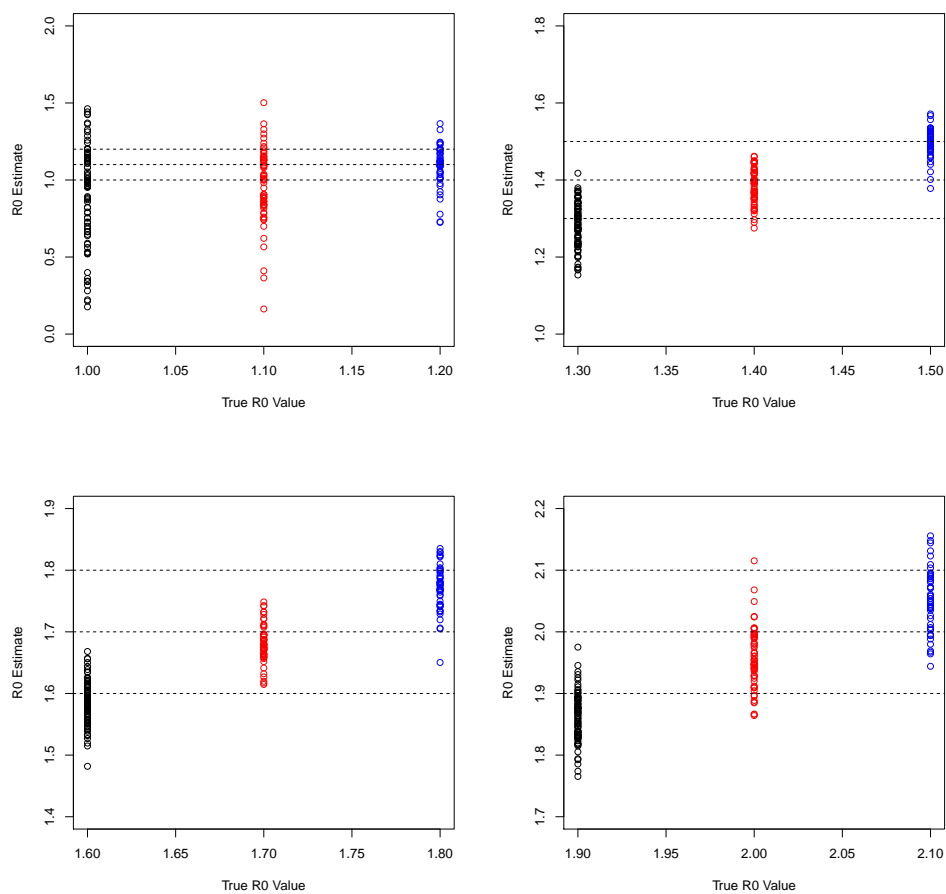 R0 Estimate
2.0
1.5
1.0
0.5
0.0
1.00 1.05 1.10 1.15 1.20
True R0 Value
R0 Estimate
1.8
1.6
1.4
1.2
1.0
1.30 1.35 1.40 1.45 1.50
True R0 Value
R0 Estimate
1.9
1.8
1.7
1.6
1.5
1.4
1.60 1.65 1.70 1.75 1.80
True R0 Value
R0 Estimate
2.2
2.1
2.0
1.9
1.8
1.7
1.90 1.95 2.00 2.05 2.10
True R0 Value